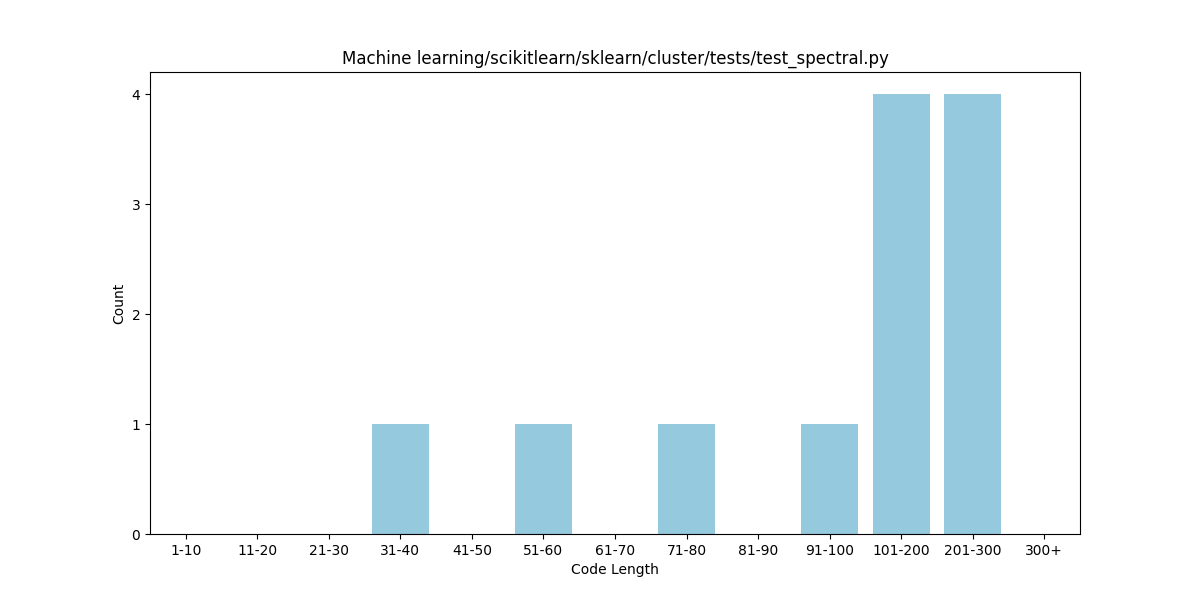 Machine learning/scikitlearn/sklearn/cluster/tests/test_spectral.py
4
3
2
1
0
Count
1-10 11-20 21-30 31-40 41-50 51-60 61-70 71-80 81-90 91-100 101-200 201-300 300+
Code Length